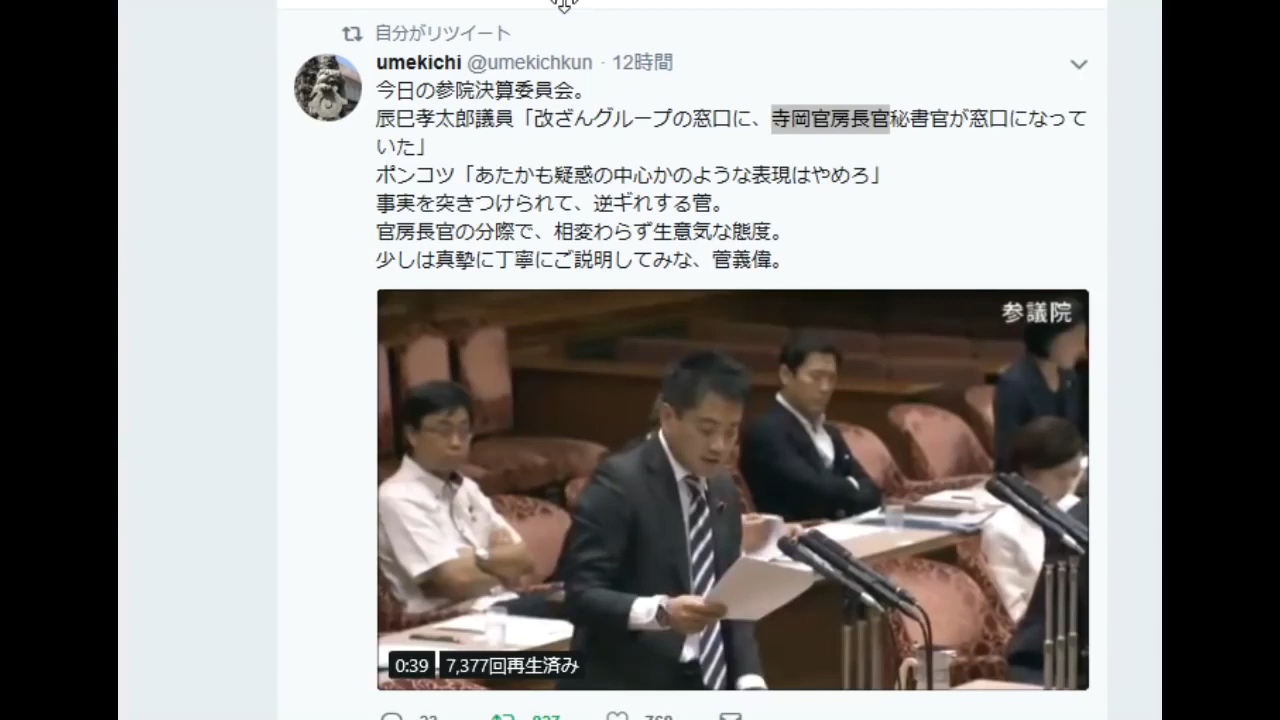 自分がリツイート
umekichi @umekichkun · 12時間
今日の参院決算委員会。
辰巳孝太郎議員「改ざんグループの窓口に、寺岡官房長官秘書官が窓口になって
いた」
ポンコツ「あたかも疑惑の中心かのような表現はやめろ」
事実を突きつけられて、逆ギれする菅。
官房長官の分際で、相変わらず生意気な態度。
少しは真摯に丁寧にご説明してみな、菅義偉。
参議院
0:39 7,377回再生済み